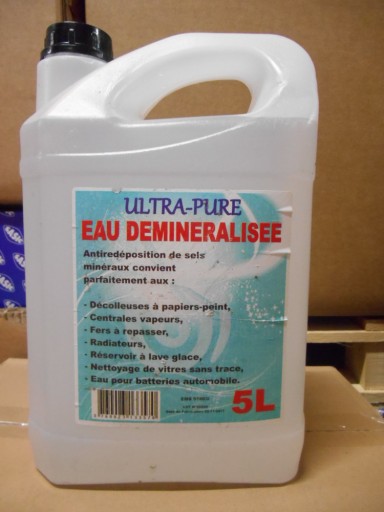 ULTRA-PURE
EAU DEMINERALISEE
Antiredéposition de sels
minéraux convient
parfaitement aux :
- Décolleuses à papiers-peint,
- Centrales vapeurs,
- Fers à repasser,
- Radiateurs,
- Réservoir à lave glace,
- Nettoyage de vitres sans trace,
- Eau pour batteries automobile.
5L